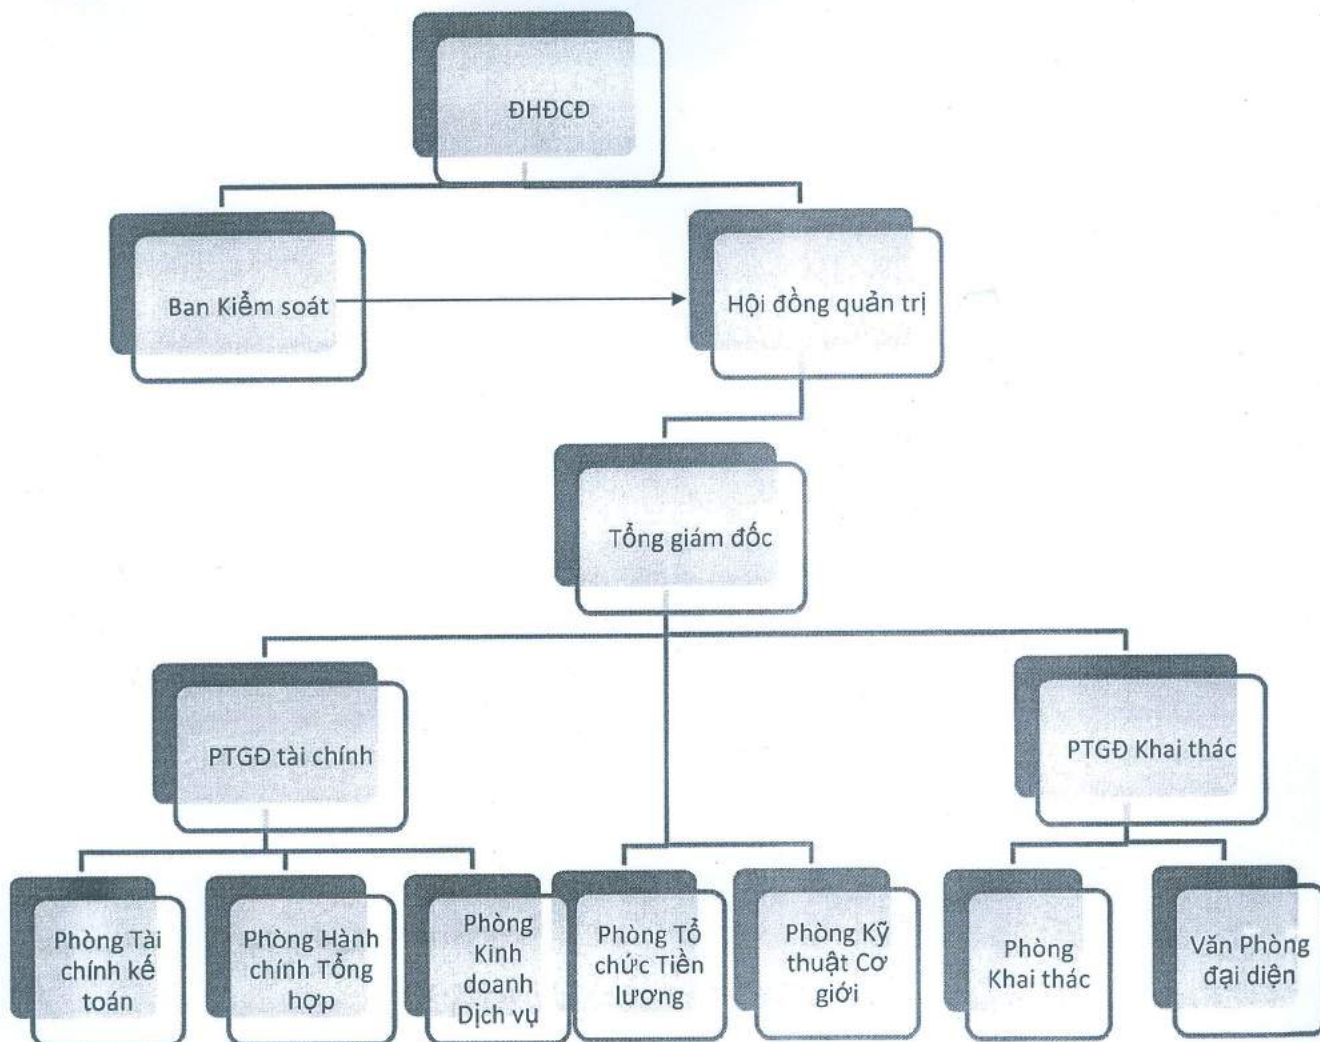 ĐHĐCĐ
Ban Kiểm soát
Hội đồng quản trị
Tổng giám đốc
PTGĐ tài chính
PTGĐ Khai thác
Phòng Tài
chính kế
toán
Phòng Hành
chính Tổng
hợp
Phòng
Kinh
doanh
Dịch vụ
Phòng Tổ
chức Tiền
lương
Phòng Kỹ
thuật Cơ
giới
Phòng
Khai thác
Văn Phòng
đại diện